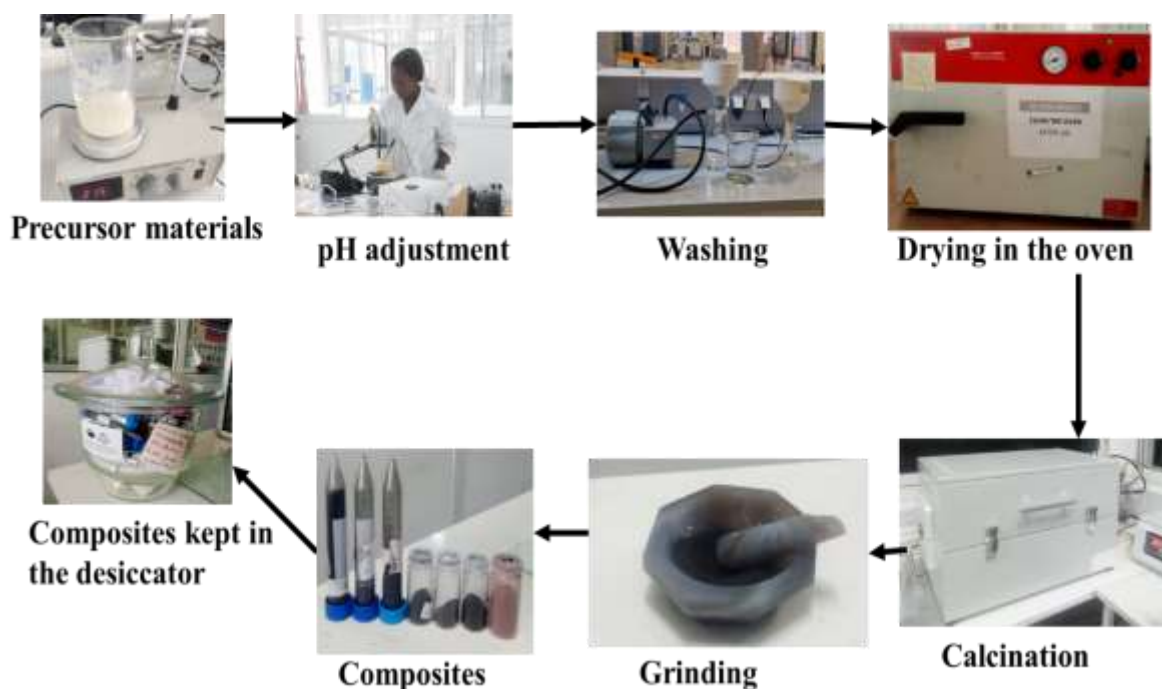 Precursor materials
pH adjustment
Washing
Drying in the oven
Calcination
Grinding
Composites
Composites kept in
the desiccator